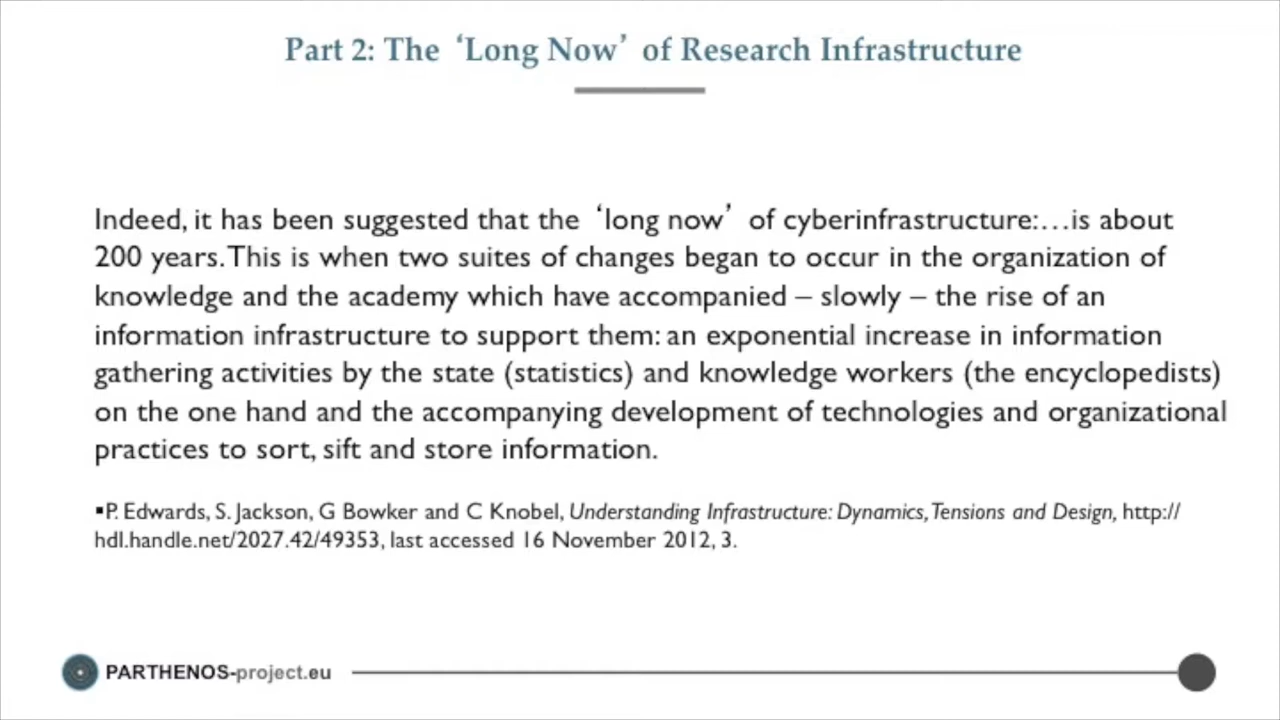 Part 2: The ‘Long Now’ of Research Infrastructure
Indeed, it has been suggested that the ‘long now’ of cyberinfrastructure:…is about
200 years. This is when two suites of changes began to occur in the organization of
knowledge and the academy which have accompanied – slowly – the rise of an
information infrastructure to support them: an exponential increase in information
gathering activities by the state (statistics) and knowledge workers (the encyclopedists)
on the one hand and the accompanying development of technologies and organizational
practices to sort, sift and store information.
▪P. Edwards, S. Jackson, G Bowker and C Knobel, Understanding Infrastructure: Dynamics, Tensions and Design, http://
hdl.handle.net/2027.42/49353, last accessed 16 November 2012, 3.
PARTHENOS-project.eu